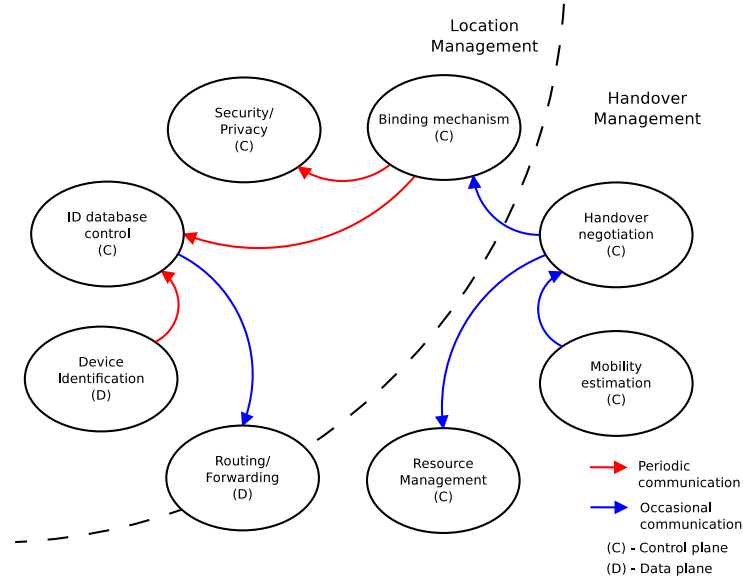 Location
Management
Handover
Management
Security/
Privacy
(C)
Binding mechanism
(C)
ID database
control
(C)
Handover
negotiation
(C)
Device
Identification
(D)
Mobility
estimation
(C)
Routing/
Forwarding
(D)
Resource
Management
(C)
Periodic
communication
Occasional
communication
(C) - Control plane
(D) - Data plane